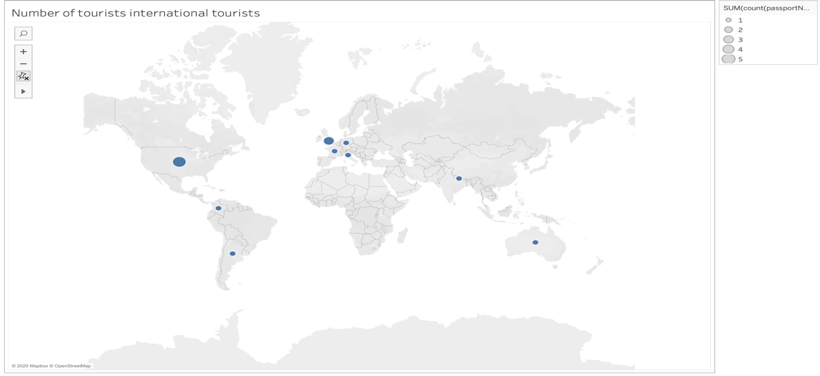 Number of tourists international tourists
SUM(count(passportN...
1
2
3
4
5
© 2020 Mapbox © OpenStreetMap